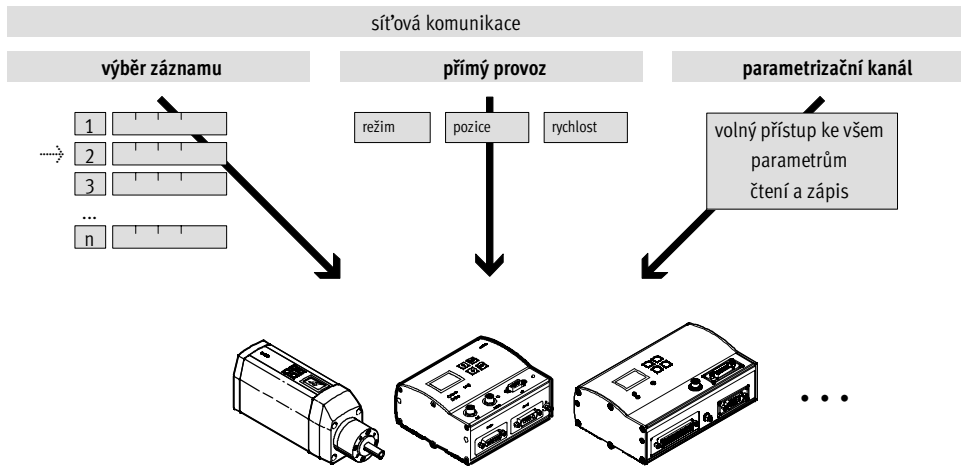 síťová komunikace
výběr záznamu
přímý provoz
parametrizační kanál
1
2
3
...
n
režim
pozice
rychlost
volný přístup ke všem
parametrům
čtení a zápis